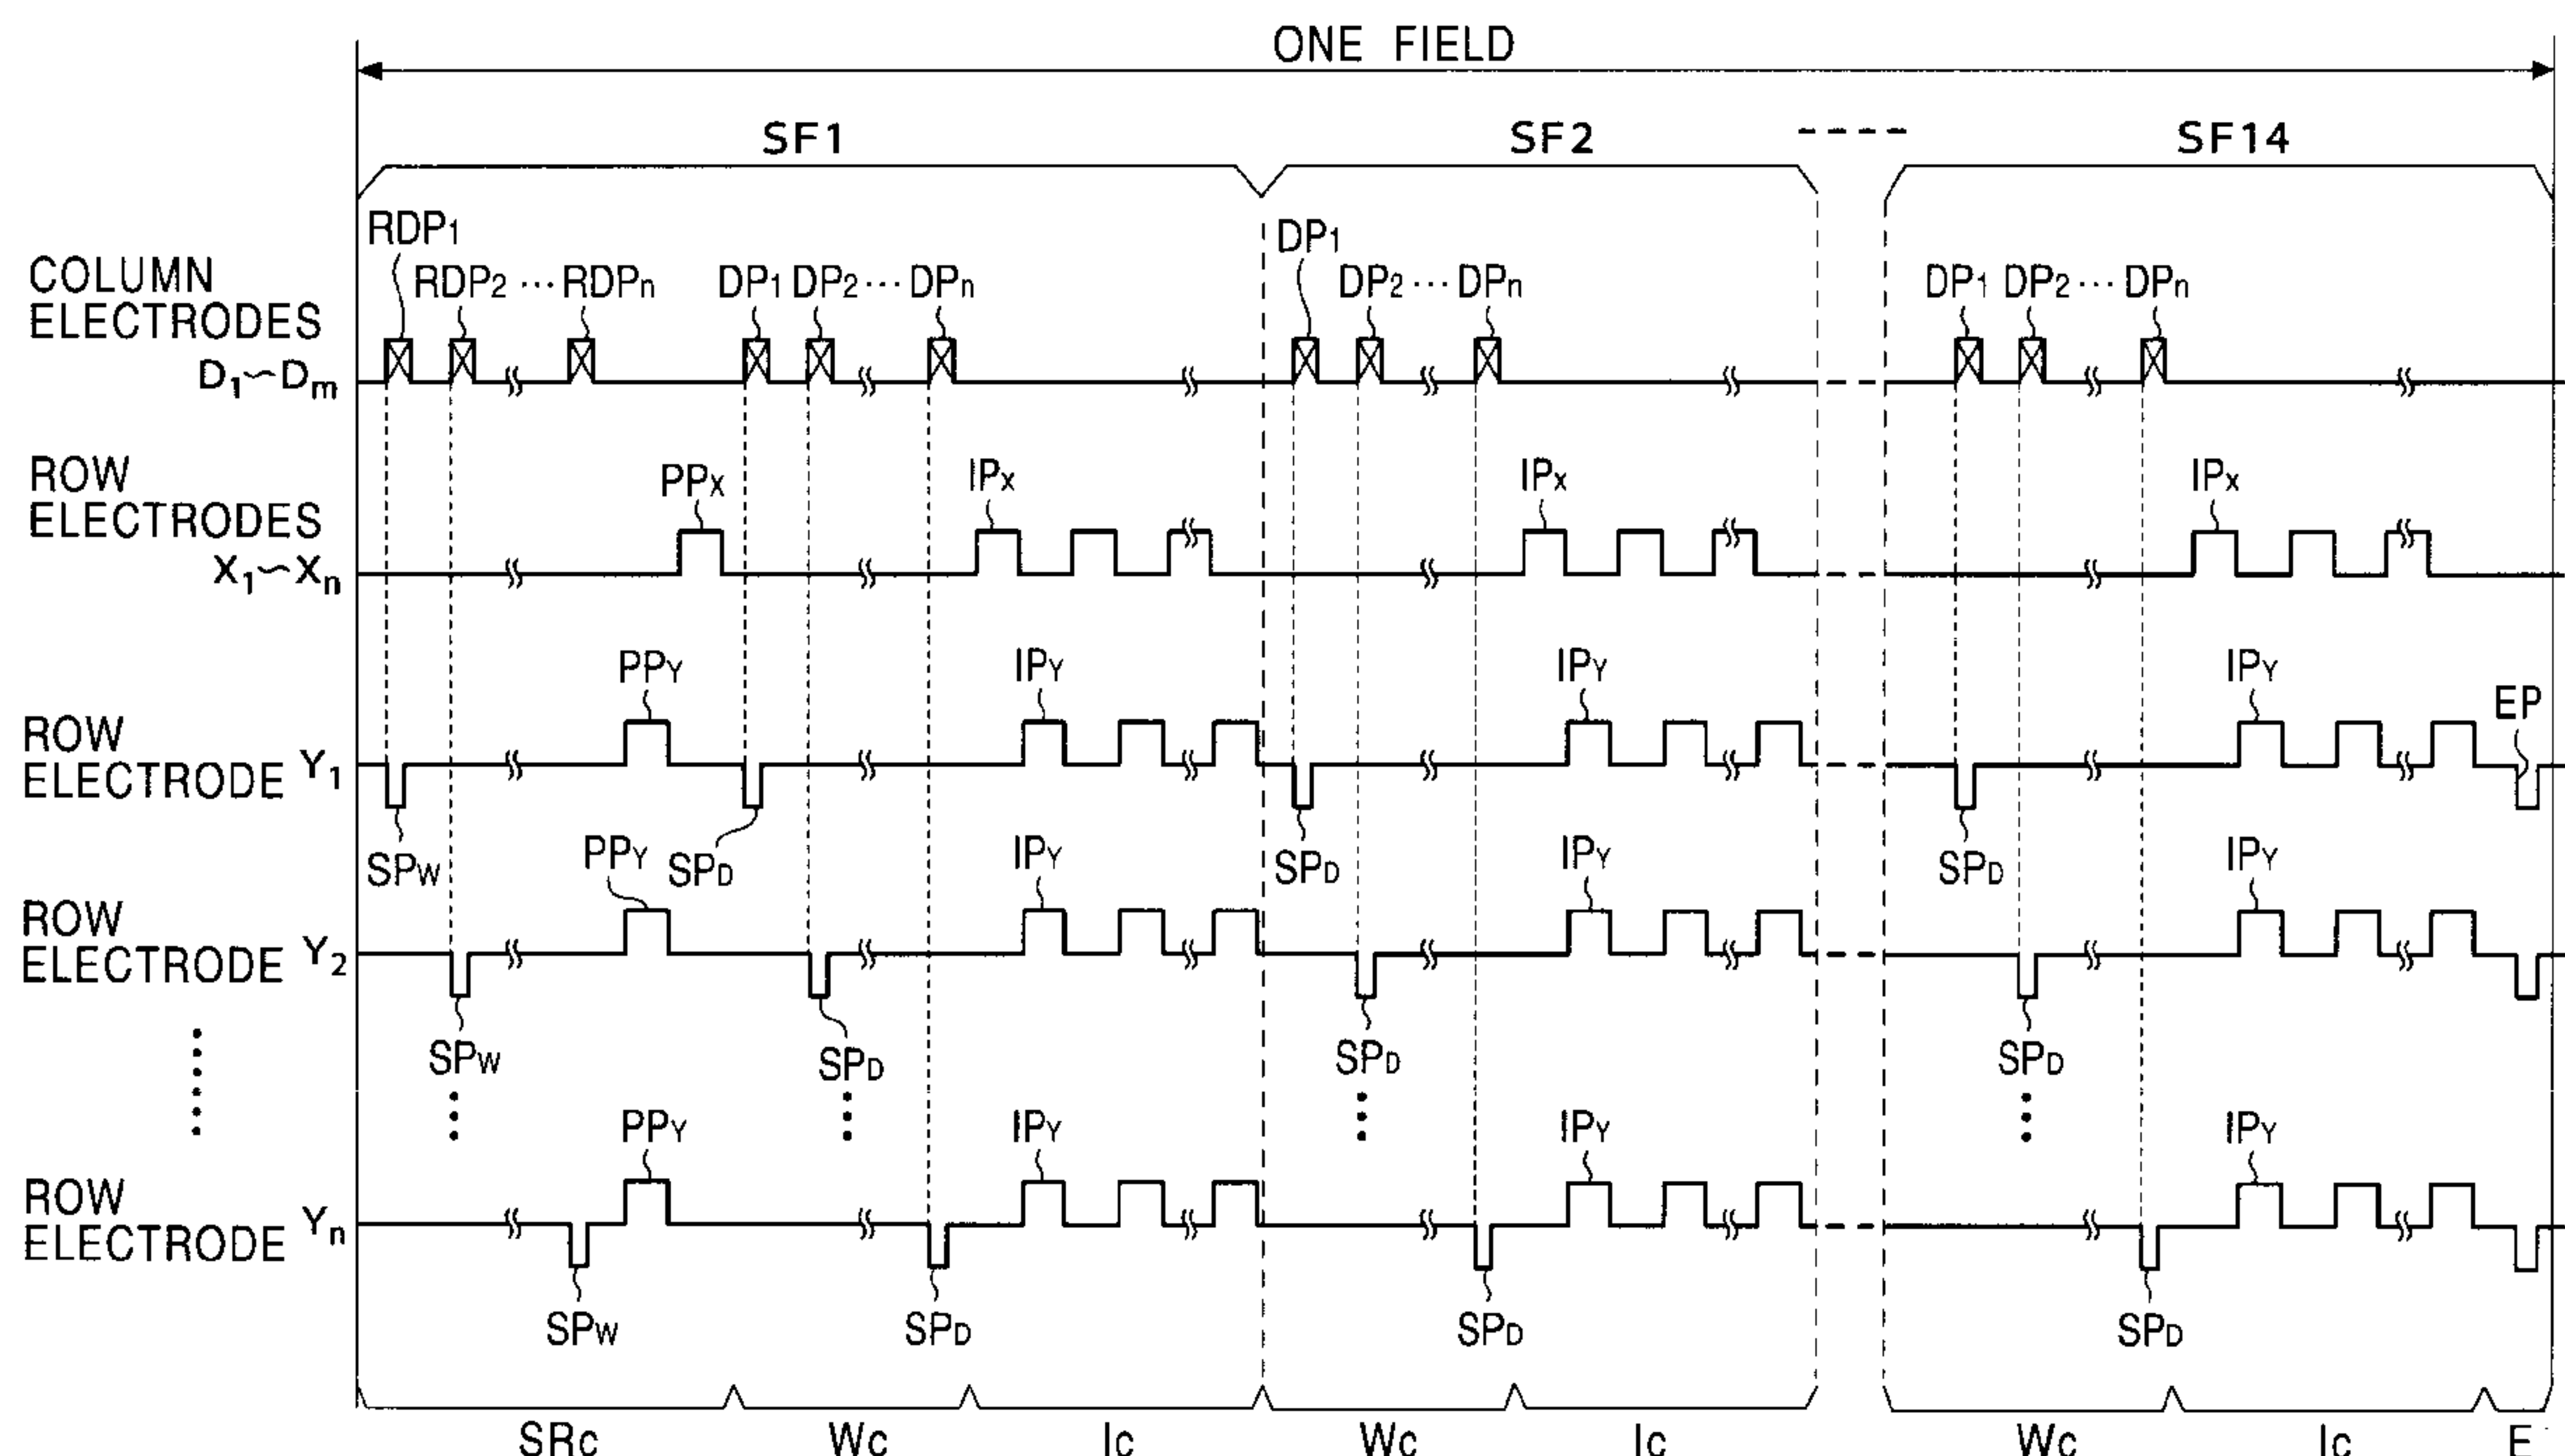 ONE FIELD
SF1 SF2 ---- SF14
RDP1 DP1
COLUMN ELECTRODES D1~Dm
RDP2 ··· RDPn DP1 DP2 ··· DPn DP2 ··· DPn DP1 DP2 ··· DPn
ROW ELECTRODES X1~Xn
PPX IPX IPX IPX
ROW ELECTRODE Y1
PPY IPY IPY IPY EP
SPW SPD SPD SPD
ROW ELECTRODE Y2
PPY IPY IPY IPY
SPW SPD SPD SPD
ROW ELECTRODE Yn
PPY IPY IPY IPY
SPW SPD SPD SPD
SRc Wc Ic Wc Ic Wc Ic E